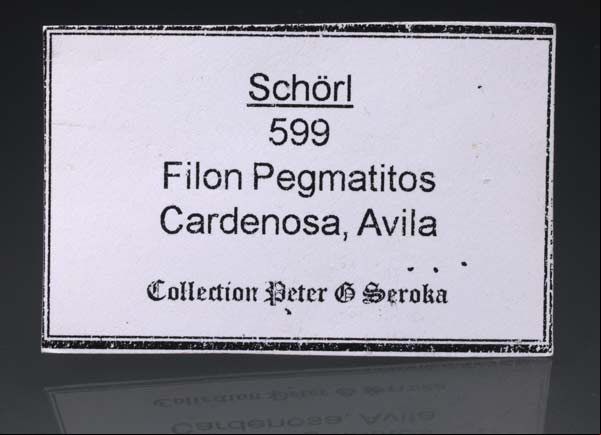 Schörl
599
Filon Pegmatitos
Cardenosa, Avila
Collection Peter G Seroka